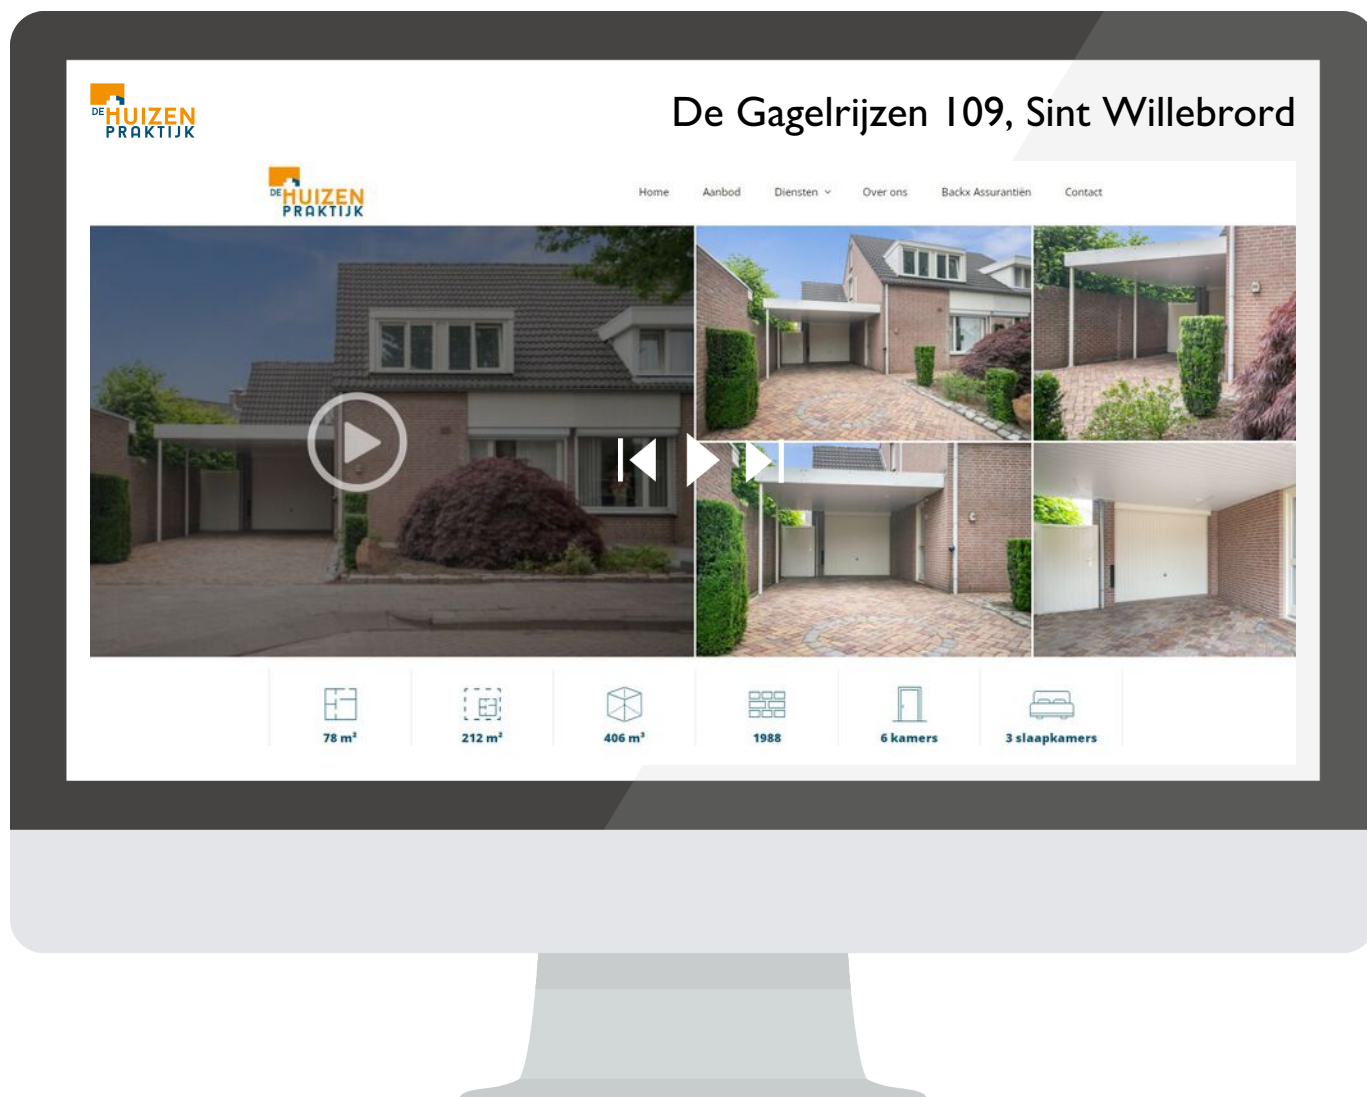 DE HUIZEN
PRAKTIJK
De Gagelrijzen 109, Sint Willebrord
DE HUIZEN
PRAKTIJK
Home Aanbod Diensten Over ons Backx Assurantiën Contact
78 m² 212 m² 406 m³ 1988 6 kamers 3 slaapkamers